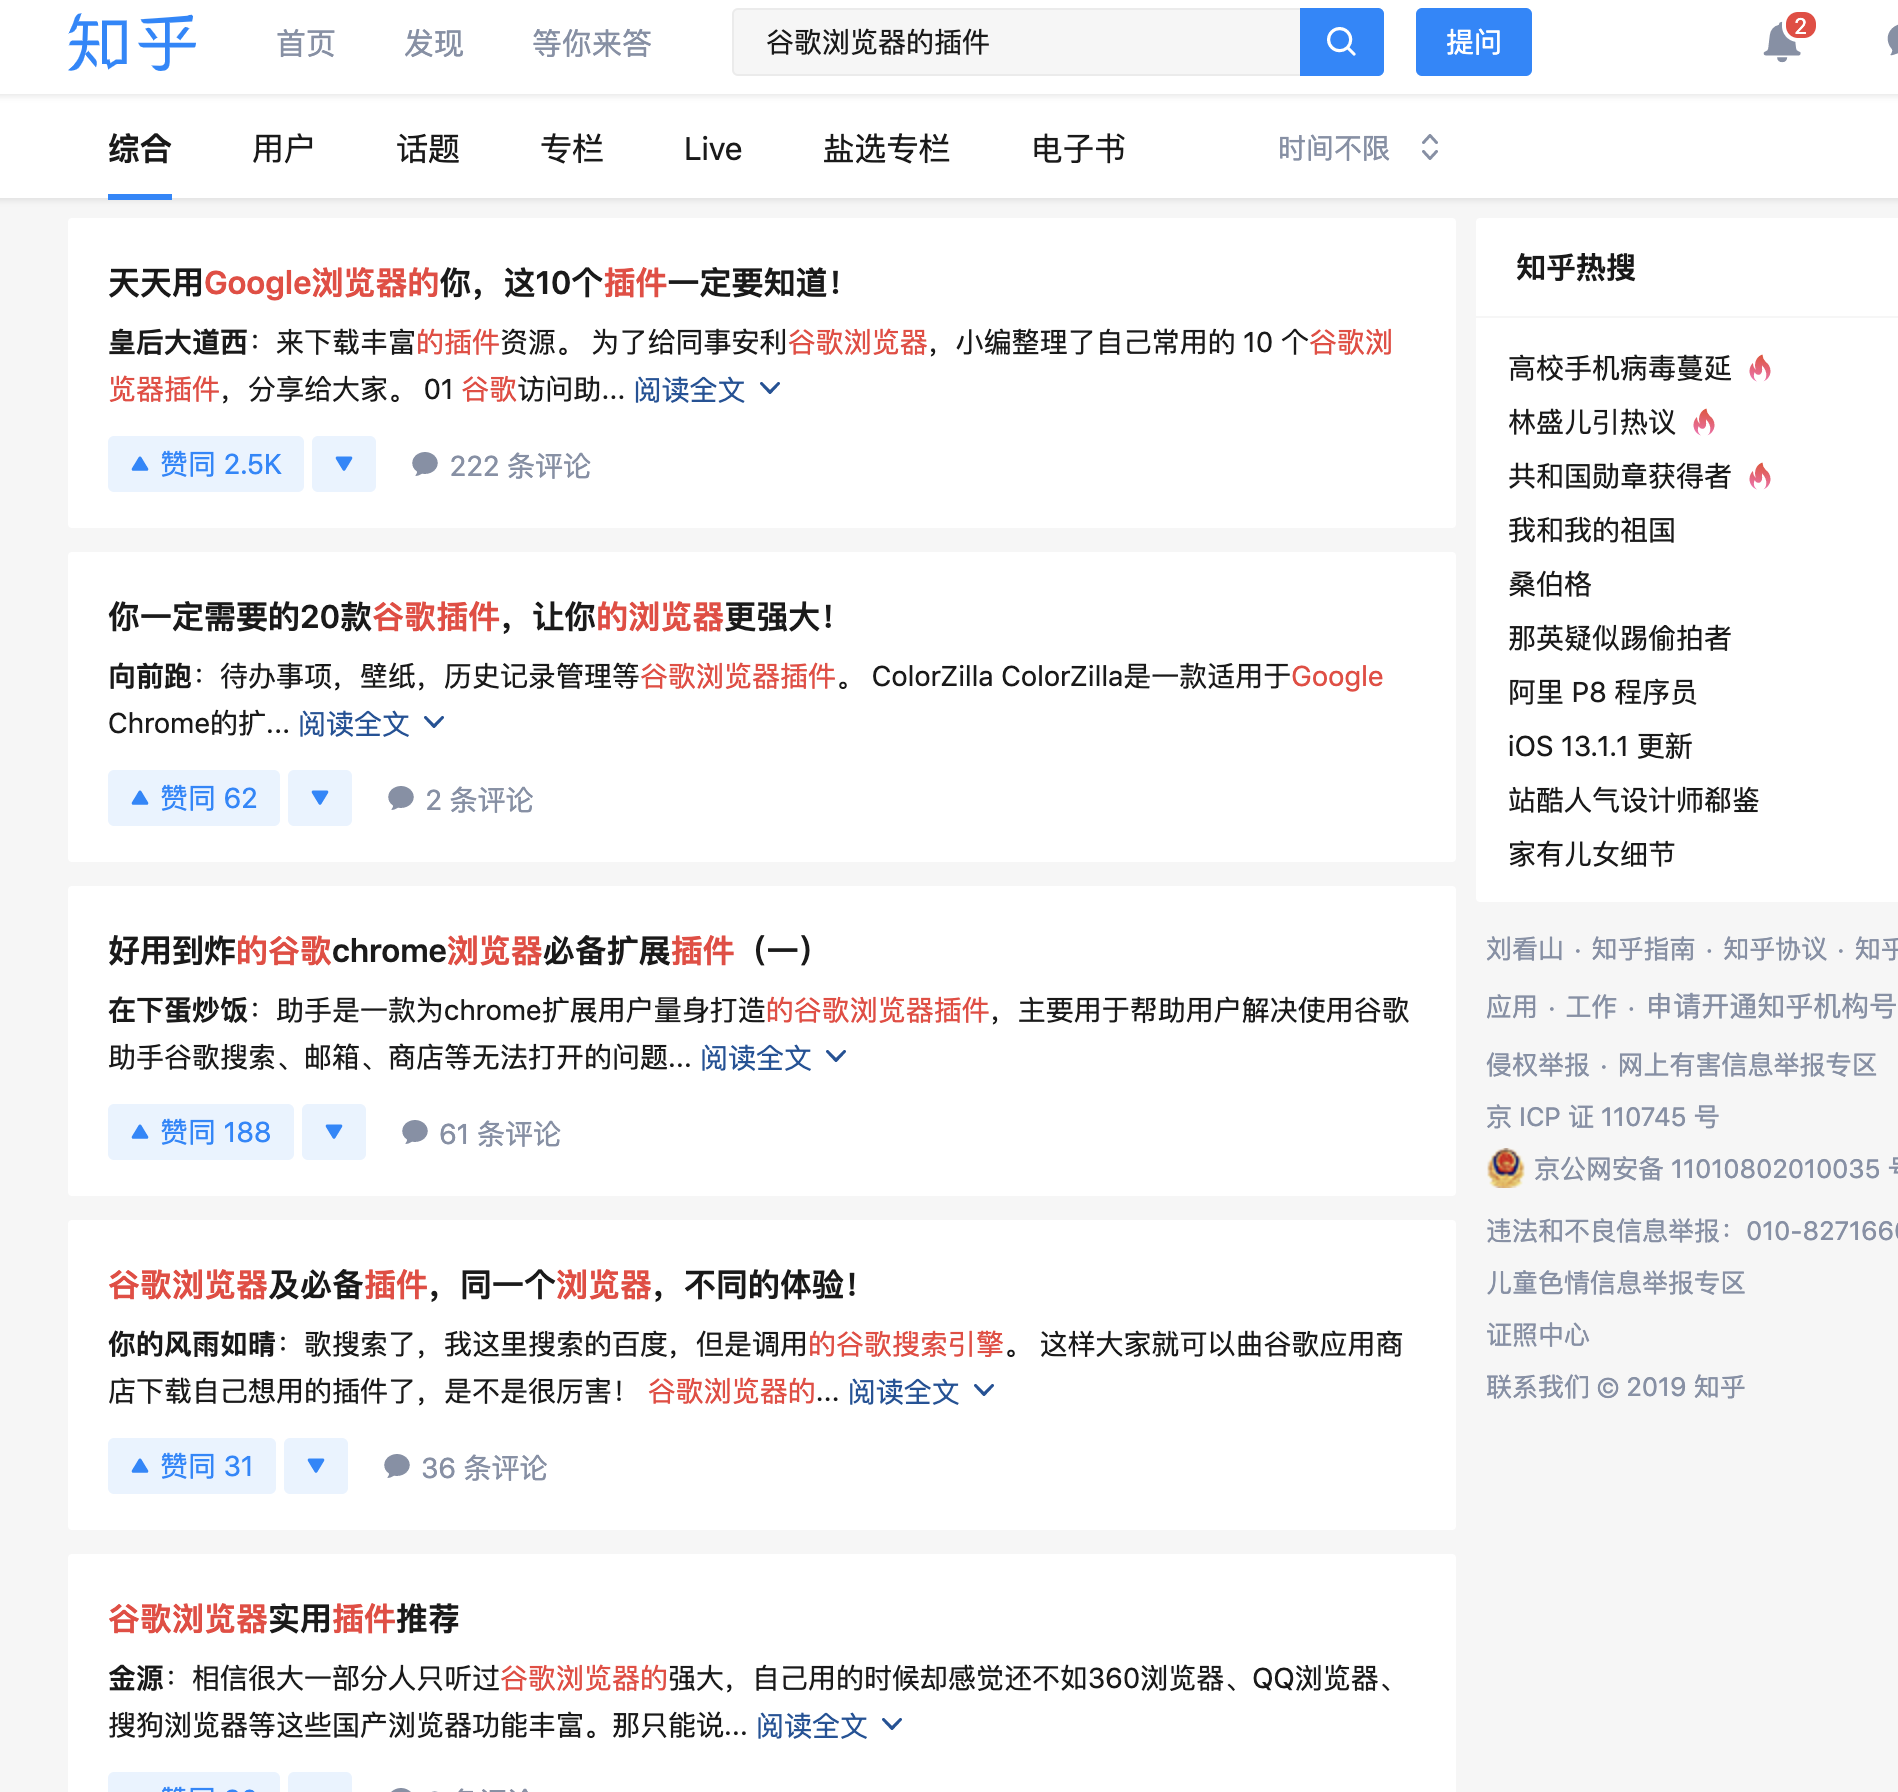 知乎 首页 发现 等你来答 谷歌浏览器的插件 提问 2
综合 用户 话题 专栏 Live 盐选专栏 电子书 时间不限
天天用Google浏览器的你，这10个插件一定要知道！
皇后大道西：来下载丰富的插件资源。 为了给同事安利谷歌浏览器，小编整理了自己常用的 10 个谷歌浏
览器插件，分享给大家。 01 谷歌访问助... 阅读全文
赞同 2.5K 222 条评论
你一定需要的20款谷歌插件，让你的浏览器更强大！
向前跑：待办事项，壁纸，历史记录管理等谷歌浏览器插件。 ColorZilla ColorZilla是一款适用于Google
Chrome的扩... 阅读全文
赞同 62 2 条评论
好用到炸的谷歌chrome浏览器必备扩展插件（一）
在下蛋炒饭：助手是一款为chrome扩展用户量身打造的谷歌浏览器插件，主要用于帮助用户解决使用谷歌
助手谷歌搜索、邮箱、商店等无法打开的问题... 阅读全文
赞同 188 61 条评论
谷歌浏览器及必备插件，同一个浏览器，不同的体验！
你的风雨如晴：歌搜索了，我这里搜索的百度，但是调用的谷歌搜索引擎。 这样大家就可以曲谷歌应用商
店下载自己想用的插件了，是不是很厉害！ 谷歌浏览器的... 阅读全文
赞同 31 36 条评论
谷歌浏览器实用插件推荐
金源：相信很大一部分人只听过谷歌浏览器的强大，自己用的时候却感觉还不如360浏览器、QQ浏览器、
搜狗浏览器等这些国产浏览器功能丰富。那只能说... 阅读全文
赞同
知乎热搜
高校手机病毒蔓延
林盛儿引热议
共和国勋章获得者
我和我的祖国
桑伯格
那英疑似踢偷拍者
阿里 P8 程序员
iOS 13.1.1 更新
站酷人气设计师郗鉴
家有儿女细节
刘看山 · 知乎指南 · 知乎协议 · 知乎
应用 · 工作 · 申请开通知乎机构号
侵权举报 · 网上有害信息举报专区
京 ICP 证 110745 号
京公网安备 11010802010035 号
违法和不良信息举报：010-827166
儿童色情信息举报专区
证照中心
联系我们 © 2019 知乎